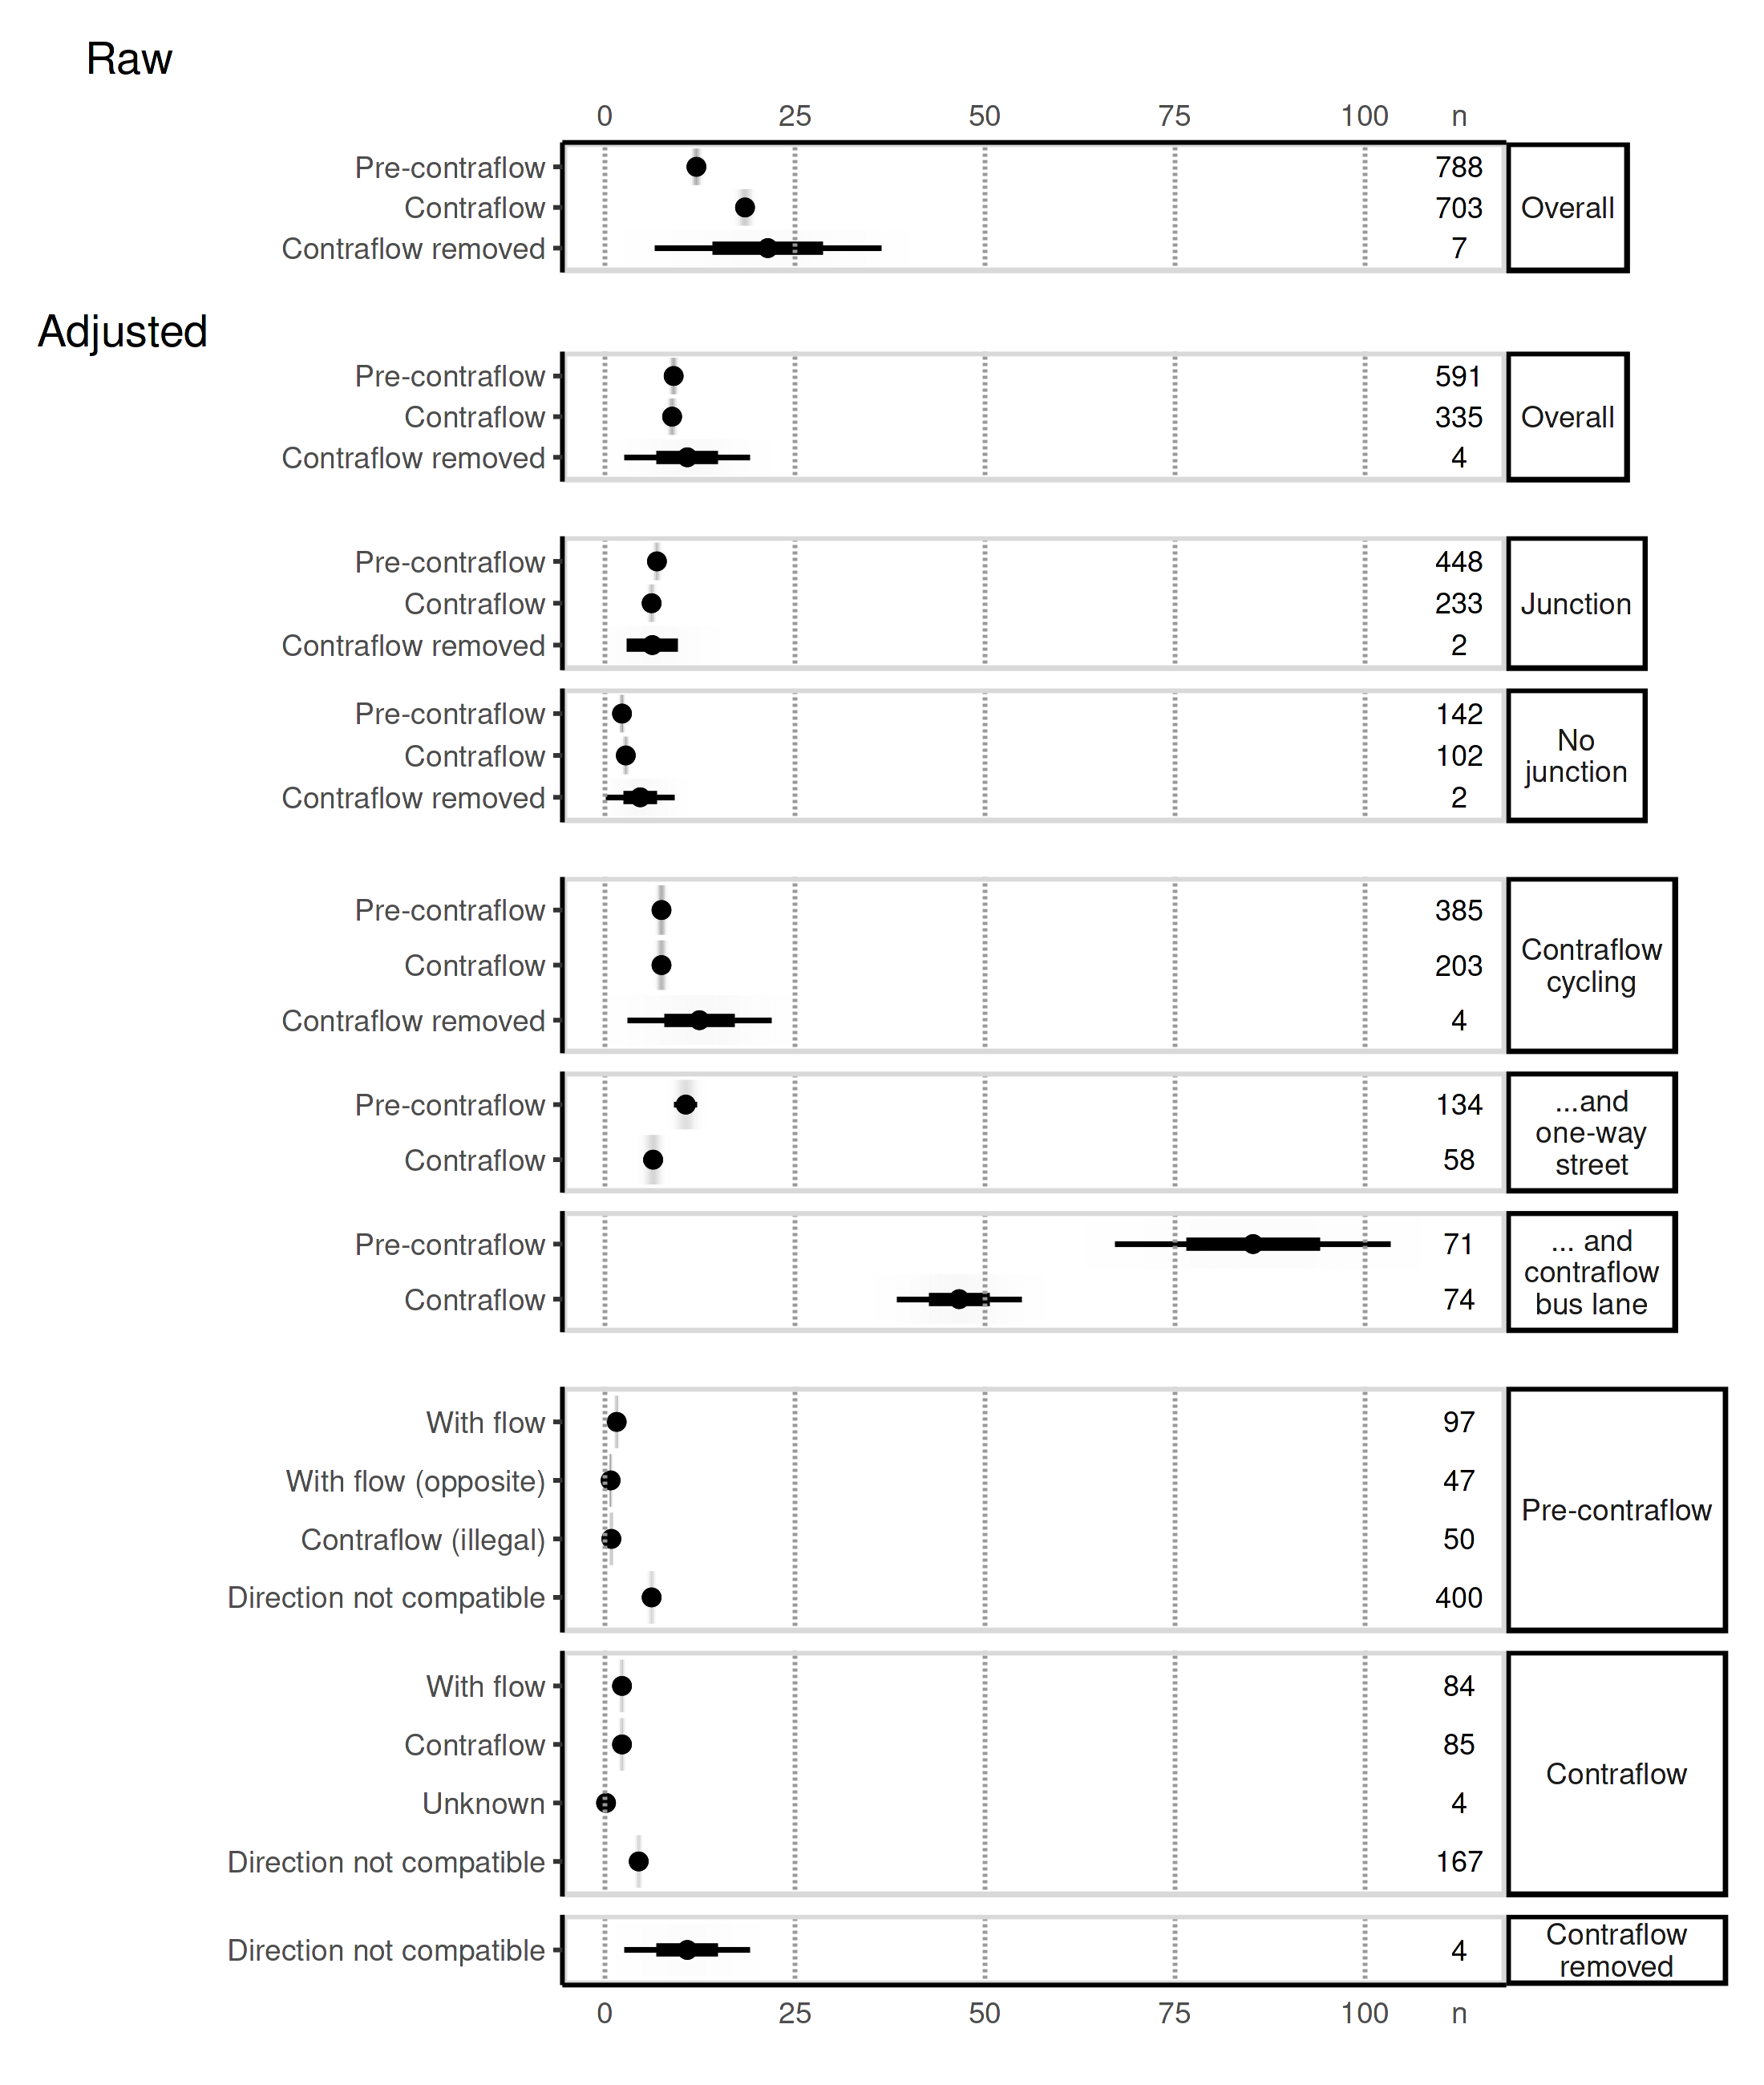 Raw
0 25 50 75 100 n
Pre-contraflow 788
Contraflow 703 Overall
Contraflow removed 7
Adjusted
Pre-contraflow 591
Contraflow 335 Overall
Contraflow removed 4
Pre-contraflow 448
Contraflow 233 Junction
Contraflow removed 2
Pre-contraflow 142
No
Contraflow 102
junction
Contraflow removed 2
Pre-contraflow 385
Contraflow
Contraflow 203
cycling
Contraflow removed 4
Pre-contraflow 134 ...and
one-way
Contraflow 58 street
Pre-contraflow 71 ... and
contraflow
Contraflow 74 bus lane
With flow 97
With flow (opposite) 47
Pre-contraflow
Contraflow (illegal) 50
Direction not compatible 400
With flow 84
Contraflow 85
Contraflow
Unknown 4
Direction not compatible 167
Contraflow
Direction not compatible 4
removed
0 25 50 75 100 n